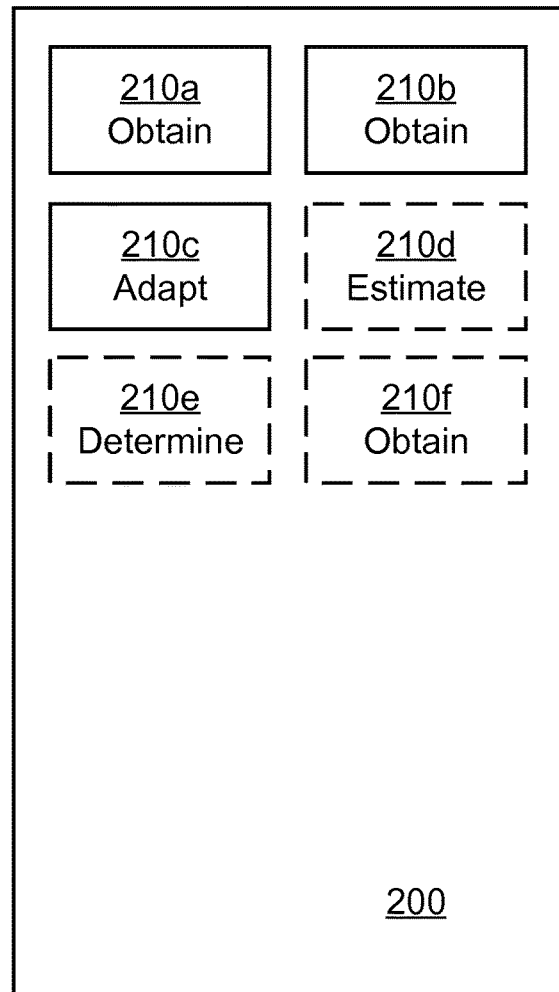 210a
Obtain
210b
Obtain
210c
Adapt
210d
Estimate
210e
Determine
210f
Obtain
200